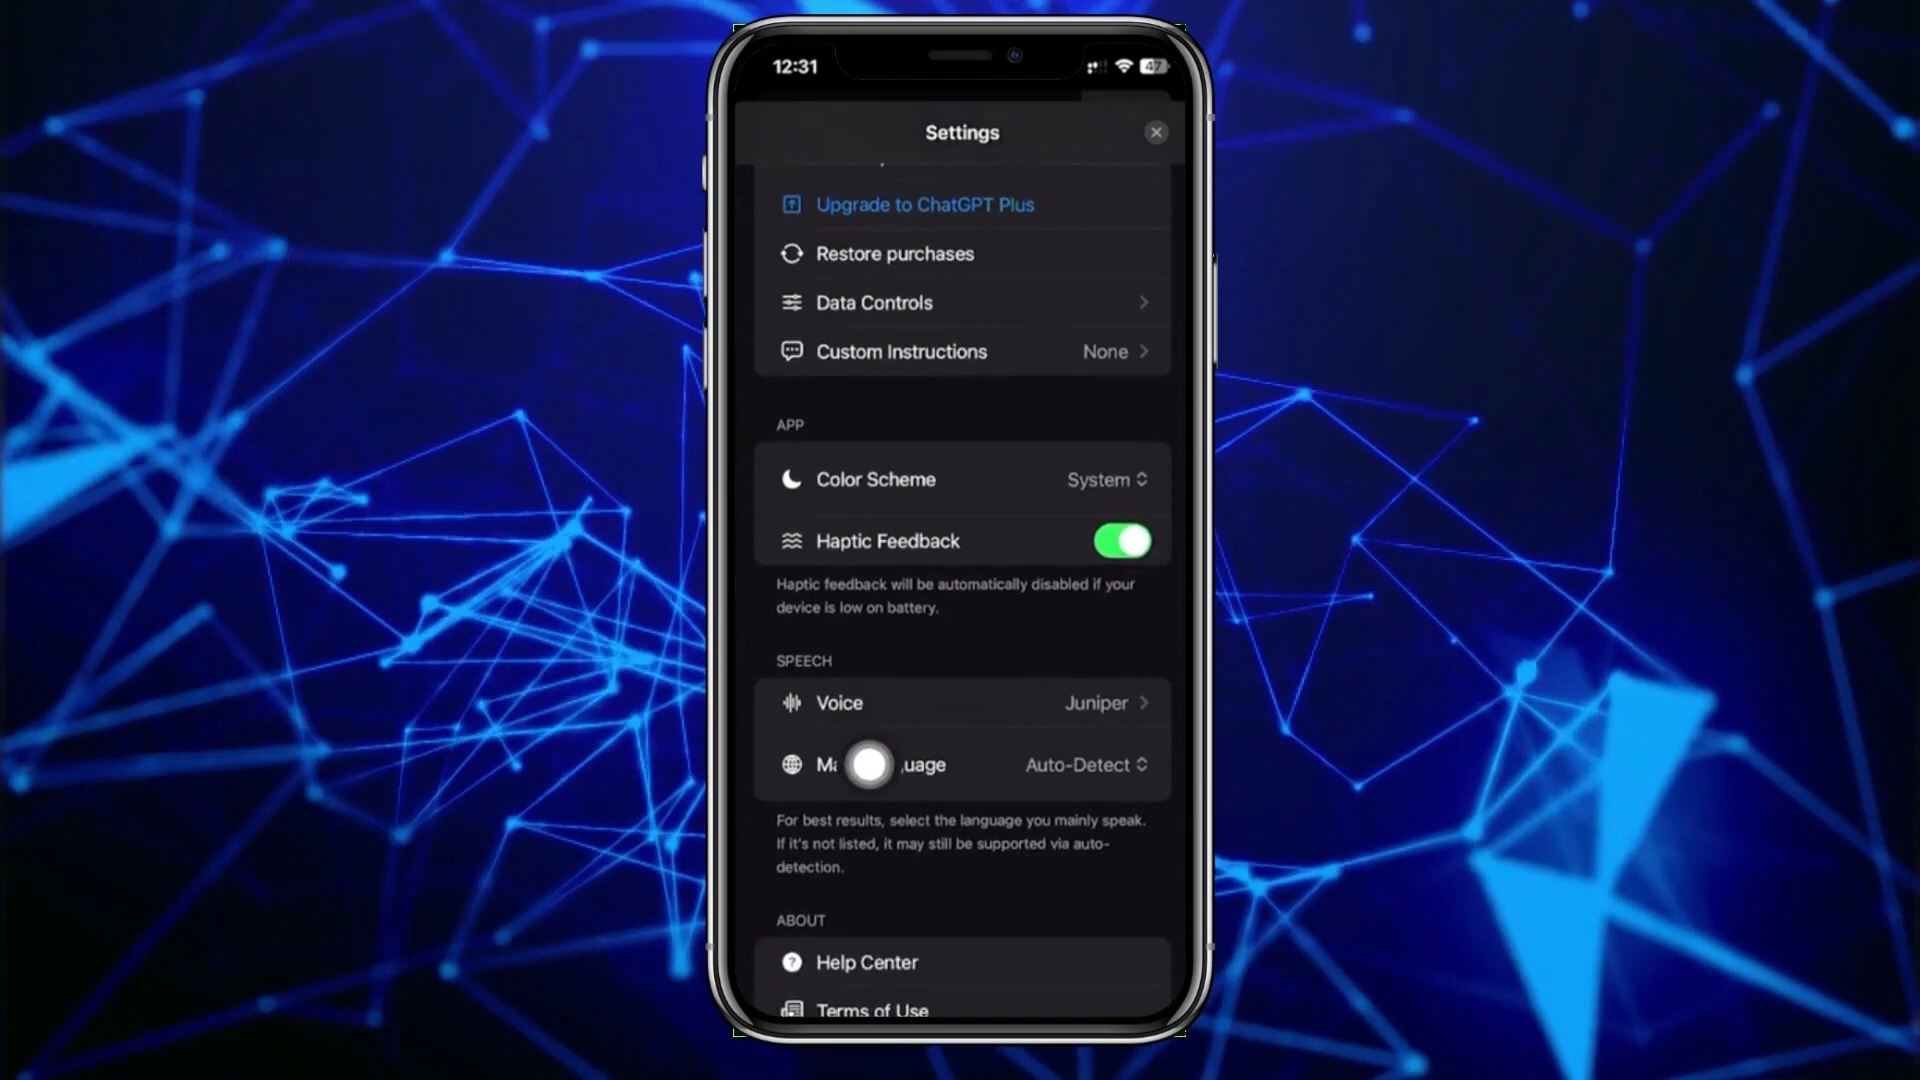 12:31
47
Settings
Upgrade to ChatGPT Plus
Restore purchases
Data Controls
Custom Instructions None
APP
Color Scheme System
Haptic Feedback
Haptic feedback will be automatically disabled if your
device is low on battery.
SPEECH
Voice Juniper
Auto-Detect
For best results, select the language you mainly speak.
If it's not listed, it may still be supported via auto-
detection.
ABOUT
Help Center
Terms of Use